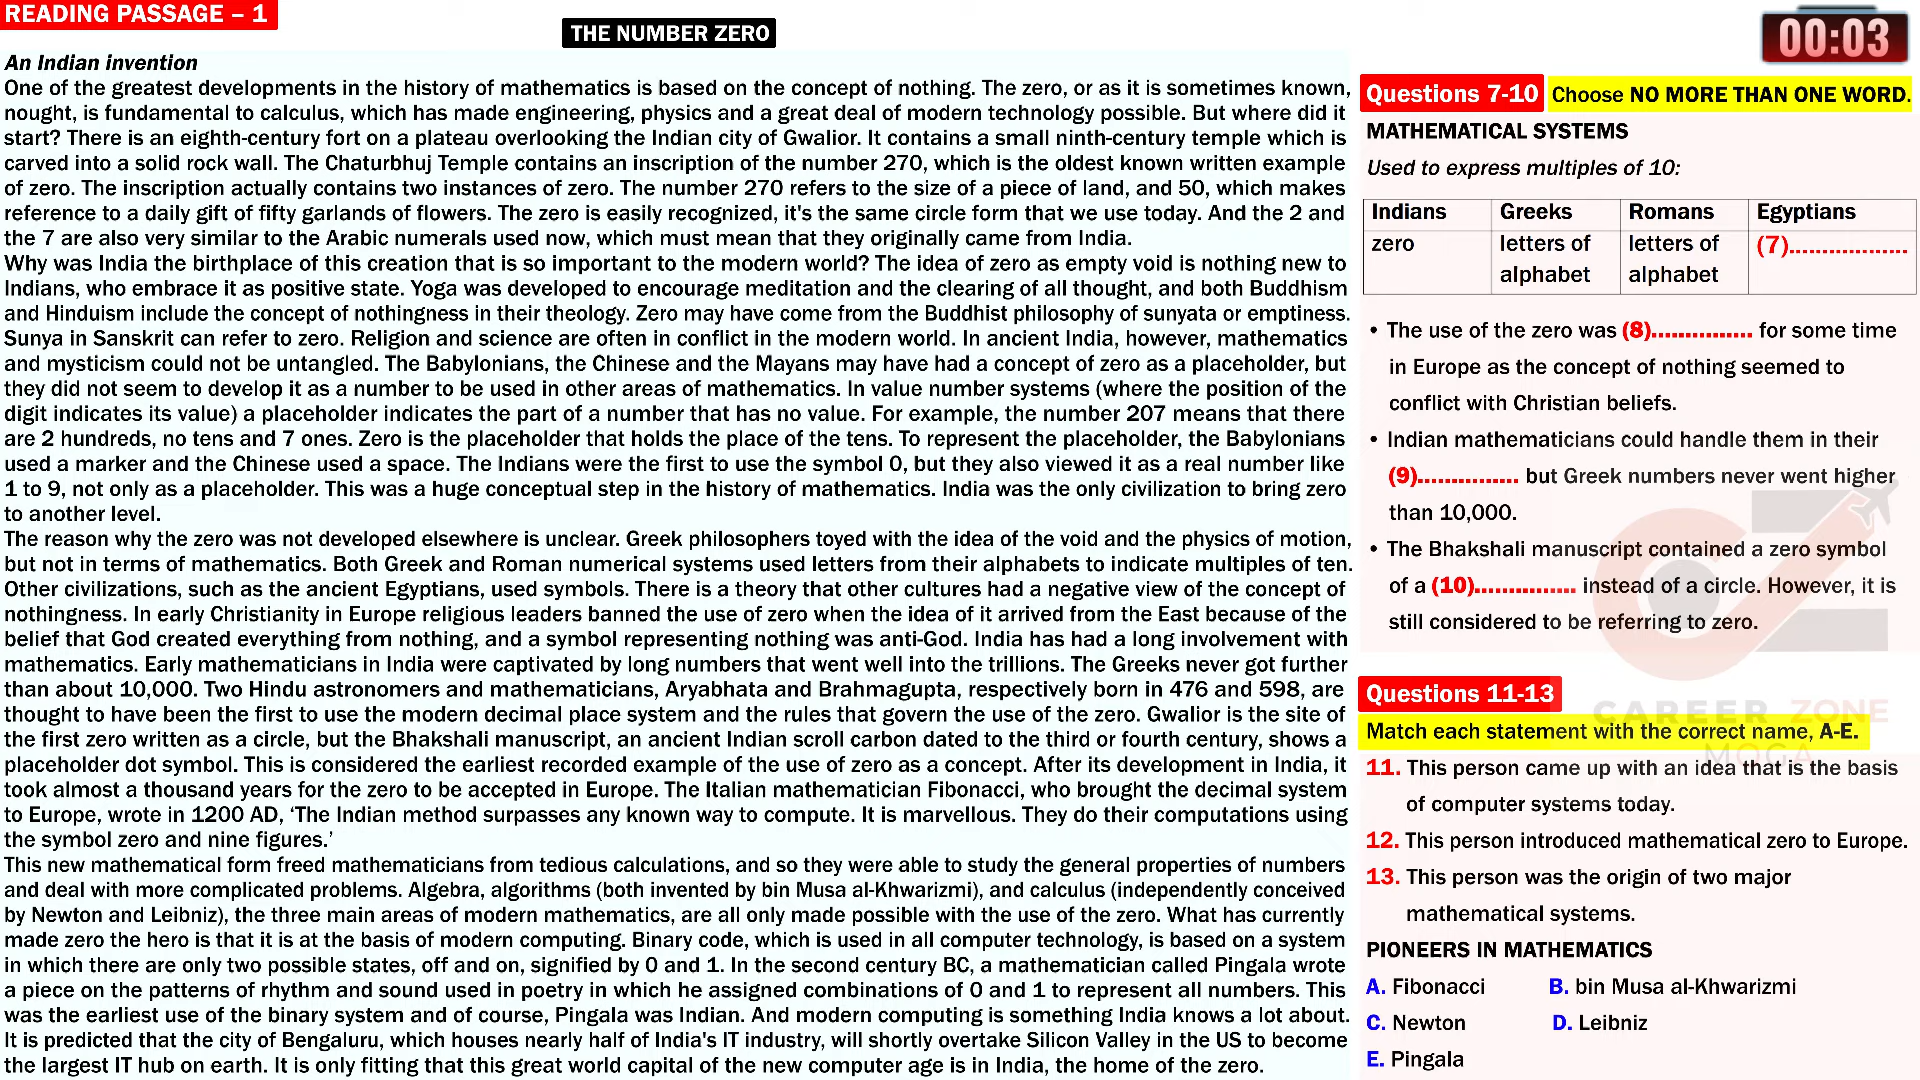 READING PASSAGE – 1
THE NUMBER ZERO
00:03
An Indian invention
One of the greatest developments in the history of mathematics is based on the concept of nothing. The zero, or as it is sometimes known,
nought, is fundamental to calculus, which has made engineering, physics and a great deal of modern technology possible. But where did it
start? There is an eighth-century fort on a plateau overlooking the Indian city of Gwalior. It contains a small ninth-century temple which is
carved into a solid rock wall. The Chaturbhuj Temple contains an inscription of the number 270, which is the oldest known written example
of zero. The inscription actually contains two instances of zero. The number 270 refers to the size of a piece of land, and 50, which makes
reference to a daily gift of fifty garlands of flowers. The zero is easily recognized, it's the same circle form that we use today. And the 2 and
the 7 are also very similar to the Arabic numerals used now, which must mean that they originally came from India.
Why was India the birthplace of this creation that is so important to the modern world? The idea of zero as empty void is nothing new to
Indians, who embrace it as positive state. Yoga was developed to encourage meditation and the clearing of all thought, and both Buddhism
and Hinduism include the concept of nothingness in their theology. Zero may have come from the Buddhist philosophy of sunyata or emptiness.
Sunya in Sanskrit can refer to zero. Religion and science are often in conflict in the modern world. In ancient India, however, mathematics
and mysticism could not be untangled. The Babylonians, the Chinese and the Mayans may have had a concept of zero as a placeholder, but
they did not seem to develop it as a number to be used in other areas of mathematics. In value number systems (where the position of the
digit indicates its value) a placeholder indicates the part of a number that has no value. For example, the number 207 means that there
are 2 hundreds, no tens and 7 ones. Zero is the placeholder that holds the place of the tens. To represent the placeholder, the Babylonians
used a marker and the Chinese used a space. The Indians were the first to use the symbol 0, but they also viewed it as a real number like
1 to 9, not only as a placeholder. This was a huge conceptual step in the history of mathematics. India was the only civilization to bring zero
to another level.
The reason why the zero was not developed elsewhere is unclear. Greek philosophers toyed with the idea of the void and the physics of motion,
but not in terms of mathematics. Both Greek and Roman numerical systems used letters from their alphabets to indicate multiples of ten.
Other civilizations, such as the ancient Egyptians, used symbols. There is a theory that other cultures had a negative view of the concept of
nothingness. In early Christianity in Europe religious leaders banned the use of zero when the idea of it arrived from the East because of the
belief that God created everything from nothing, and a symbol representing nothing was anti-God. India has had a long involvement with
mathematics. Early mathematicians in India were captivated by long numbers that went well into the trillions. The Greeks never got further
than about 10,000. Two Hindu astronomers and mathematicians, Aryabhata and Brahmagupta, respectively born in 476 and 598, are
thought to have been the first to use the modern decimal place system and the rules that govern the use of the zero. Gwalior is the site of
the first zero written as a circle, but the Bhakshali manuscript, an ancient Indian scroll carbon dated to the third or fourth century, shows a
placeholder dot symbol. This is considered the earliest recorded example of the use of zero as a concept. After its development in India, it
took almost a thousand years for the zero to be accepted in Europe. The Italian mathematician Fibonacci, who brought the decimal system
to Europe, wrote in 1200 AD, ‘The Indian method surpasses any known way to compute. It is marvellous. They do their computations using
the symbol zero and nine figures.’
This new mathematical form freed mathematicians from tedious calculations, and so they were able to study the general properties of numbers
and deal with more complicated problems. Algebra, algorithms (both invented by bin Musa al-Khwarizmi), and calculus (independently conceived
by Newton and Leibniz), the three main areas of modern mathematics, are all only made possible with the use of the zero. What has currently
made zero the hero is that it is at the basis of modern computing. Binary code, which is used in all computer technology, is based on a system
in which there are only two possible states, off and on, signified by 0 and 1. In the second century BC, a mathematician called Pingala wrote
a piece on the patterns of rhythm and sound used in poetry in which he assigned combinations of 0 and 1 to represent all numbers. This
was the earliest use of the binary system and of course, Pingala was Indian. And modern computing is something India knows a lot about.
It is predicted that the city of Bengaluru, which houses nearly half of India's IT industry, will shortly overtake Silicon Valley in the US to become
the largest IT hub on earth. It is only fitting that this great world capital of the new computer age is in India, the home of the zero.
Questions 7-10 Choose NO MORE THAN ONE WORD.
MATHEMATICAL SYSTEMS
Used to express multiples of 10:
Indians Greeks Romans Egyptians
zero letters of letters of (7)..................
alphabet alphabet
• The use of the zero was (8)............... for some time
in Europe as the concept of nothing seemed to
conflict with Christian beliefs.
• Indian mathematicians could handle them in their
(9)............... but Greek numbers never went higher
than 10,000.
• The Bhakshali manuscript contained a zero symbol
of a (10)............... instead of a circle. However, it is
still considered to be referring to zero.
Questions 11-13
CAREER ZONE
Match each statement with the correct name, A-E.
MOGA
11. This person came up with an idea that is the basis
of computer systems today.
12. This person introduced mathematical zero to Europe.
13. This person was the origin of two major
mathematical systems.
PIONEERS IN MATHEMATICS
A. Fibonacci B. bin Musa al-Khwarizmi
C. Newton D. Leibniz
E. Pingala